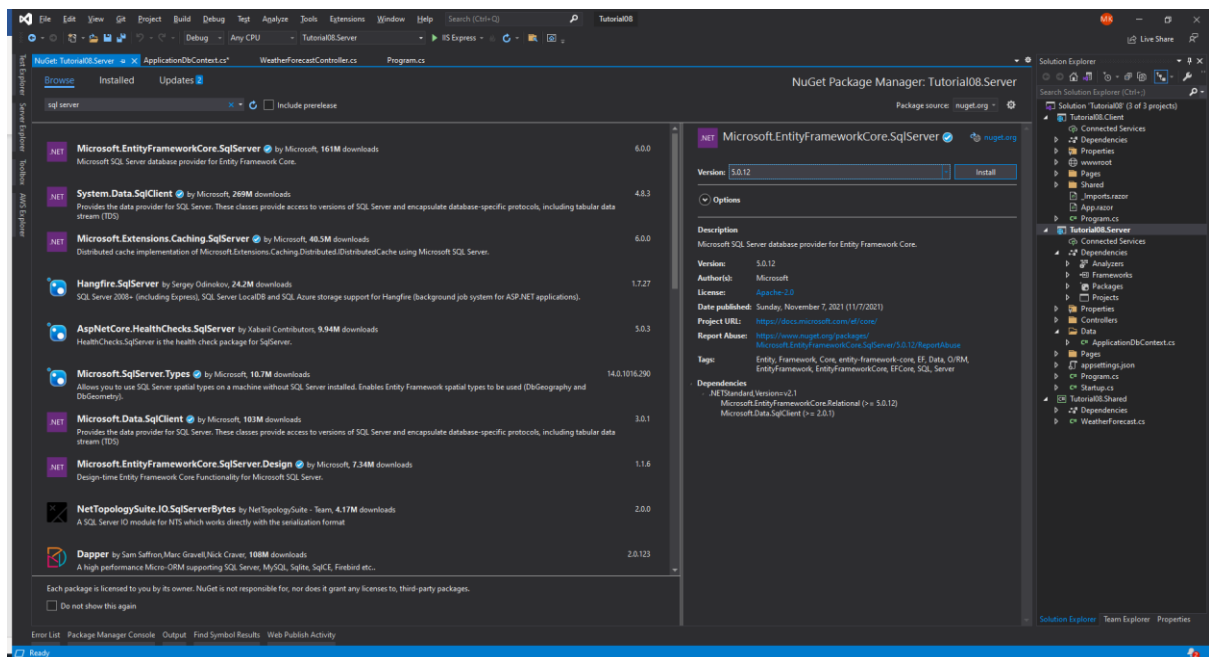 File Edit View Git Project Build Debug Test Analyze Tools Extensions Window Help Search (Ctrl+Q) Tutorial08 MK
Debug Any CPU Tutorial08.Server IIS Express Live Share
NuGet: Tutorial08.Server ApplicationDbContext.cs* WeatherForecastController.cs Program.cs
Test Explorer
Server Explorer
Toolbox
AWS Explorer
Browse Installed Updates 2
NuGet Package Manager: Tutorial08.Server
sql server
Include prerelease
Package source: nuget.org
.NET
Microsoft.EntityFrameworkCore.SqlServer by Microsoft, 161M downloads 6.0.0
Microsoft SQL Server database provider for Entity Framework Core.
.NET
System.Data.SqlClient by Microsoft, 269M downloads 4.8.3
Provides the data provider for SQL Server. These classes provide access to versions of SQL Server and encapsulate database-specific protocols, including tabular data
stream (TDS)
.NET
Microsoft.Extensions.Caching.SqlServer by Microsoft, 40.5M downloads 6.0.0
Distributed cache implementation of Microsoft.Extensions.Caching.Distributed.IDistributedCache using Microsoft SQL Server.
Hangfire.SqlServer by Sergey Odinokov, 24.2M downloads 1.7.27
SQL Server 2008+ (including Express), SQL Server LocalDB and SQL Azure storage support for Hangfire (background job system for ASP.NET applications).
AspNetCore.HealthChecks.SqlServer by Xabaril Contributors, 9.94M downloads 5.0.3
HealthChecks.SqlServer is the health check package for SqlServer.
Microsoft.SqlServer.Types by Microsoft, 10.7M downloads 14.0.1016.290
Allows you to use SQL Server spatial types on a machine without SQL Server installed. Enables Entity Framework spatial types to be used (DbGeography and
DbGeometry).
.NET
Microsoft.Data.SqlClient by Microsoft, 103M downloads 3.0.1
Provides the data provider for SQL Server. These classes provide access to versions of SQL Server and encapsulate database-specific protocols, including tabular data
stream (TDS)
.NET
Microsoft.EntityFrameworkCore.SqlServer.Design by Microsoft, 7.34M downloads 1.1.6
Design-time Entity Framework Core Functionality for Microsoft SQL Server.
NetTopologySuite.IO.SqlServerBytes by NetTopologySuite - Team, 4.17M downloads 2.0.0
A SQL Server IO module for NTS which works directly with the serialization format
Dapper by Sam Saffron,Marc Gravell,Nick Craver, 108M downloads 2.0.123
A high performance Micro-ORM supporting SQL Server, MySQL, Sqlite, SqlCE, Firebird etc..
Each package is licensed to you by its owner. NuGet is not responsible for, nor does it grant any licenses to, third-party packages.
Do not show this again
.NET Microsoft.EntityFrameworkCore.SqlServer nuget.org
Version: 5.0.12 Install
Options
Description
Microsoft SQL Server database provider for Entity Framework Core.
Version: 5.0.12
Author(s): Microsoft
License: Apache-2.0
Date published: Sunday, November 7, 2021 (11/7/2021)
Project URL: https://docs.microsoft.com/ef/core/
Report Abuse: https://www.nuget.org/packages/
Microsoft.EntityFrameworkCore.SqlServer/5.0.12/ReportAbuse
Tags: Entity, Framework, Core, entity-framework-core, EF, Data, O/RM,
EntityFramework, EntityFrameworkCore, EFCore, SQL, Server
Dependencies
.NETStandard,Version=v2.1
Microsoft.EntityFrameworkCore.Relational (>= 5.0.12)
Microsoft.Data.SqlClient (>= 2.0.1)
Solution Explorer
Search Solution Explorer (Ctrl+;)
Solution 'Tutorial08' (3 of 3 projects)
Tutorial08.Client
Connected Services
Dependencies
Properties
wwwroot
Pages
Shared
_Imports.razor
App.razor
C# Program.cs
Tutorial08.Server
Connected Services
Dependencies
Analyzers
Frameworks
Packages
Projects
Properties
Controllers
Data
C# ApplicationDbContext.cs
Pages
appsettings.json
C# Program.cs
C# Startup.cs
Tutorial08.Shared
Dependencies
C# WeatherForecast.cs
Solution Explorer Team Explorer Properties
Error List Package Manager Console Output Find Symbol Results Web Publish Activity
Ready